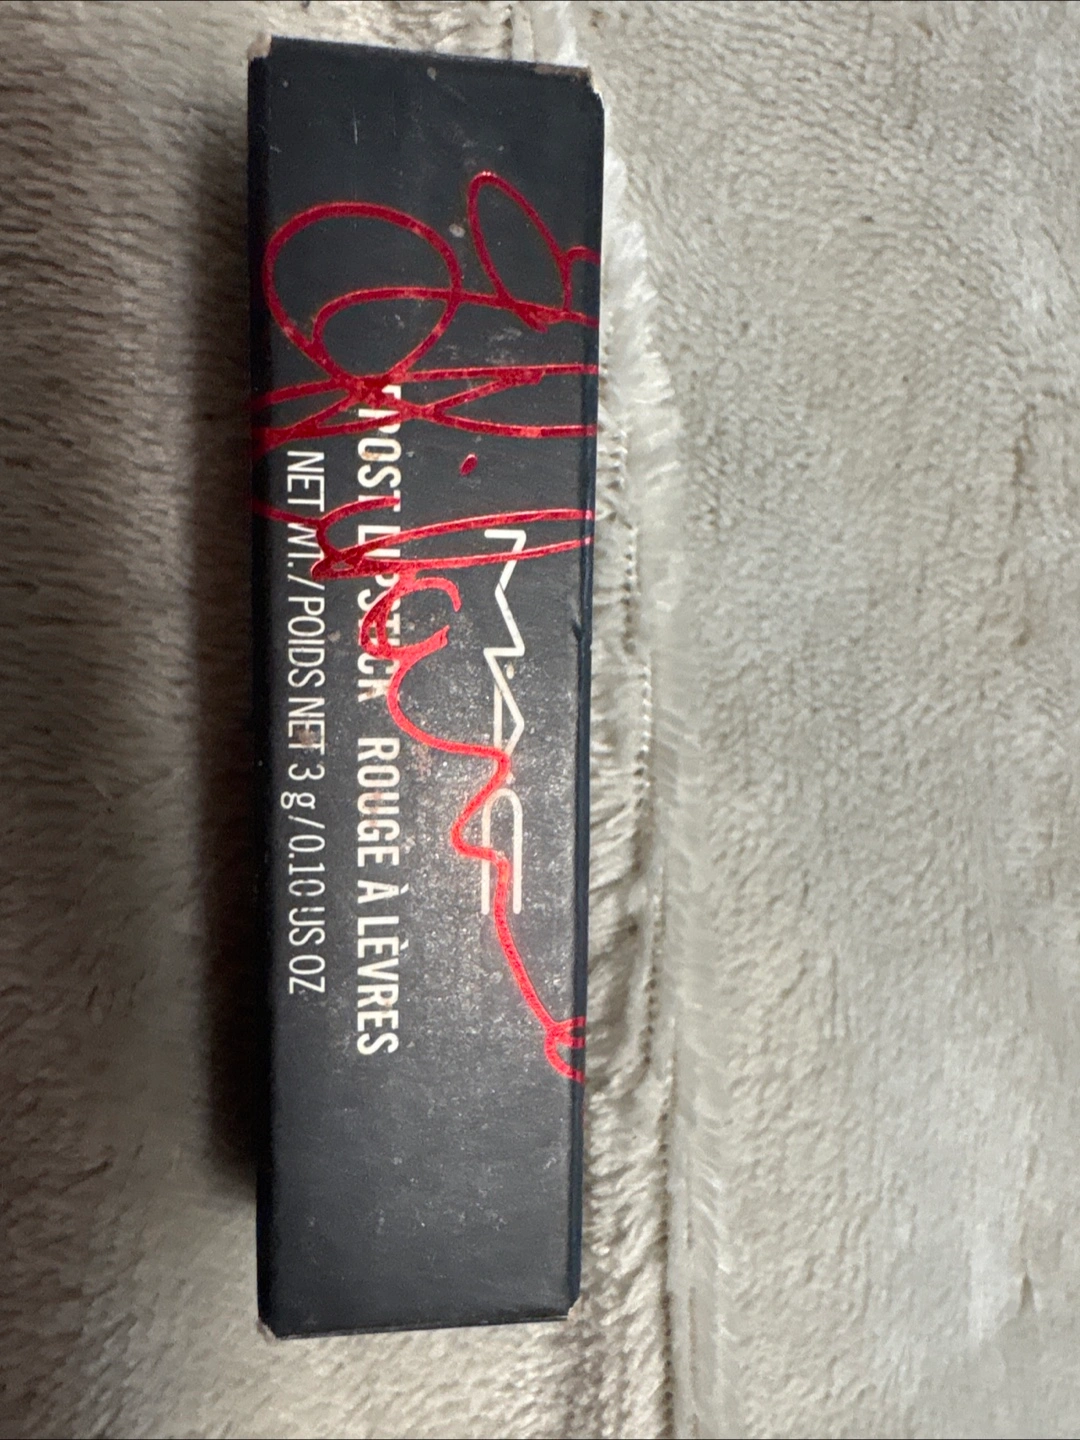 MAC
FROST LIPSTICK ROUGE À LÈVRES
NET WT./POIDS NET 3 g / 0.10 US OZ